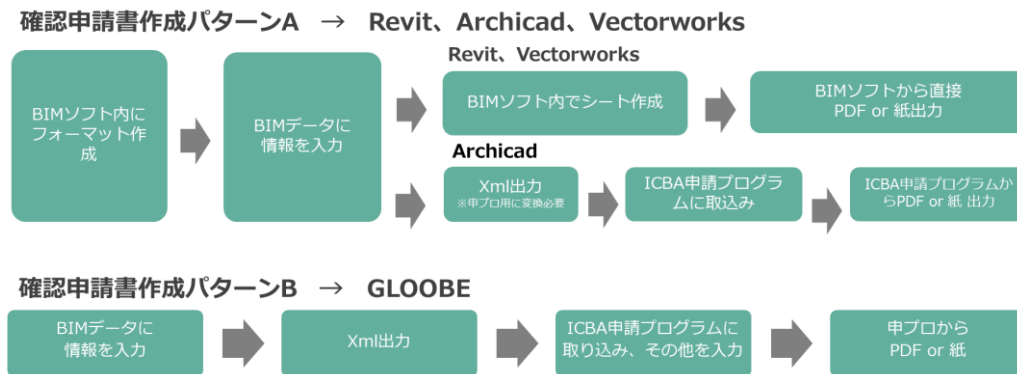 確認申請書作成パターンA → Revit、Archicad、Vectorworks
BIMソフト内に
フォーマット作
成
BIMデータに
情報を入力
Revit、Vectorworks
BIMソフト内でシート作成
BIMソフトから直接
PDF or 紙出力
Archicad
Xml出力
※申プロ用に変換必要
ICBA申請プログラ
ムに取込み
ICBA申請プログラムか
らPDF or 紙 出力
確認申請書作成パターンB → GLOOBE
BIMデータに
情報を入力
Xml出力
ICBA申請プログラムに
取り込み、その他を入力
申プロから
PDF or 紙